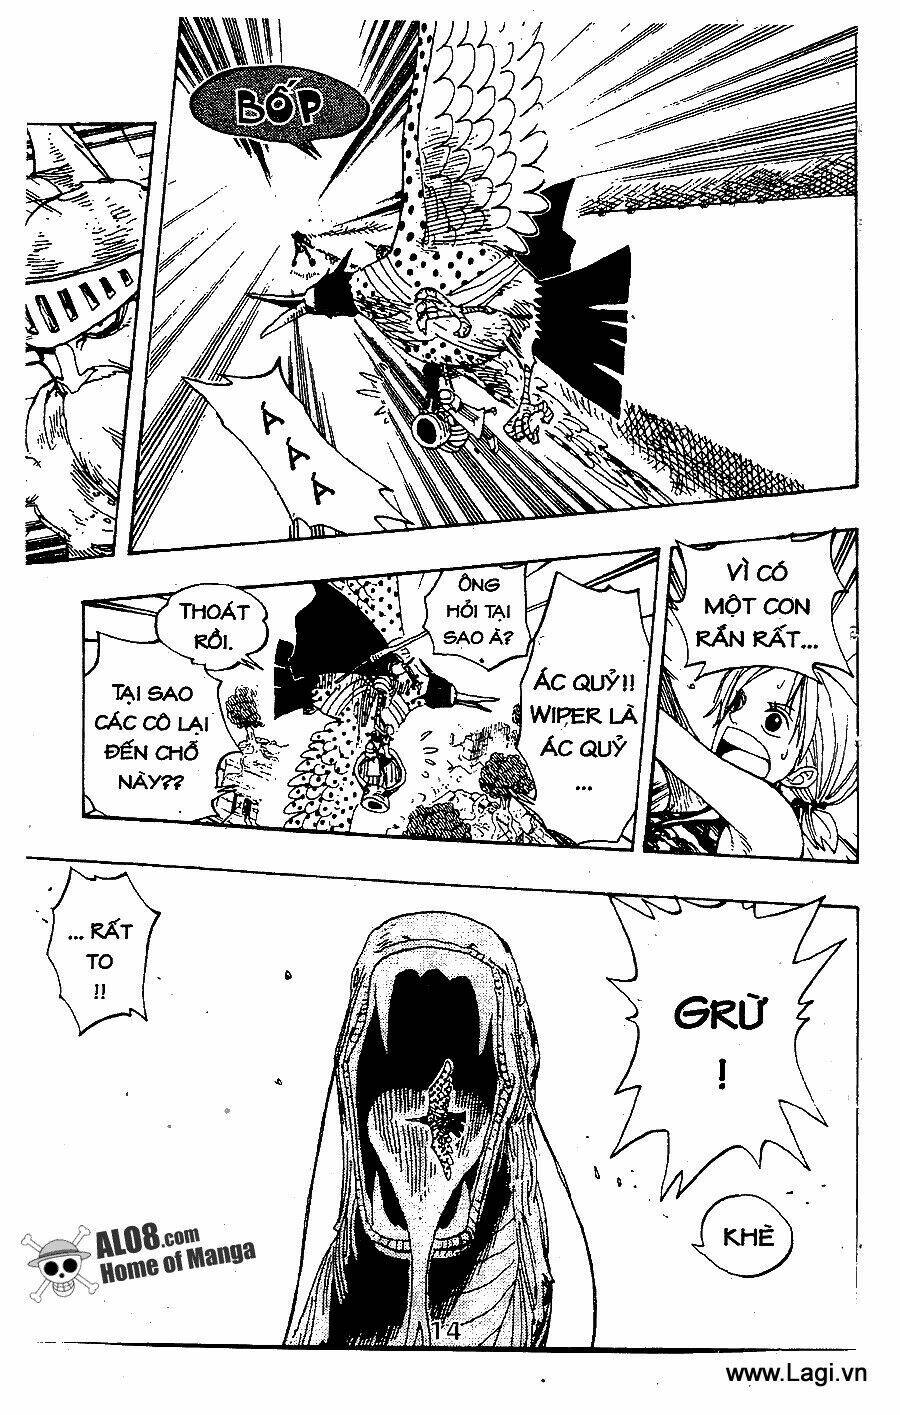 BỐP
Á
Á
Á
VÌ CÓ
MỘT CON
RẮN RẤT...
ÁC QUỶ!!
WIPER LÀ
ÁC QUỶ
...
ÔNG
HỎI TẠI
SAO À?
THOÁT
RỒI.
TẠI SAO
CÁC CÔ LẠI
ĐẾN CHỖ
NÀY??
GRỪ
!
... RẤT
TO
!!
KHÈ
ALO8.com
Home of Manga
14
www.Lagi.vn